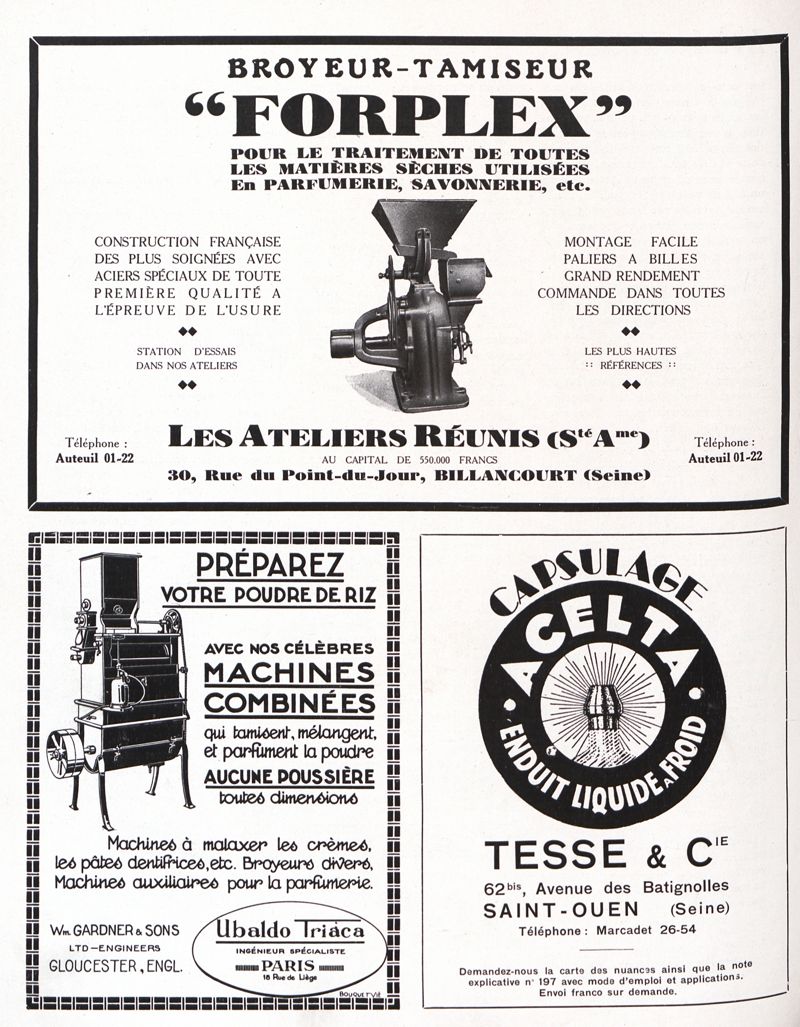 BROYEUR-TAMISEUR
“FORPLEX”
POUR LE TRAITEMENT DE TOUTES
LES MATIÈRES SÈCHES UTILISÉES
En PARFUMERIE, SAVONNERIE, etc.
CONSTRUCTION FRANÇAISE
DES PLUS SOIGNÉES AVEC
ACIERS SPÉCIAUX DE TOUTE
PREMIÈRE QUALITÉ A
L'ÉPREUVE DE L'USURE
STATION D'ESSAIS
DANS NOS ATELIERS
MONTAGE FACILE
PALIERS A BILLES
GRAND RENDEMENT
COMMANDE DANS TOUTES
LES DIRECTIONS
LES PLUS HAUTES
:: RÉFÉRENCES ::
Téléphone :
Auteuil 01-22
LES ATELIERS RÉUNIS (Sté Ame)
AU CAPITAL DE 550.000 FRANCS
30, Rue du Point-du-Jour, BILLANCOURT (Seine)
Téléphone :
Auteuil 01-22
PRÉPAREZ
VOTRE POUDRE DE RIZ
AVEC NOS CÉLÈBRES
MACHINES
COMBINÉES
qui tamisent, mélangent,
et parfument la poudre
AUCUNE POUSSIÈRE
toutes dimensions
Machines à malaxer les crèmes,
les pâtes dentifrices, etc. Broyeurs divers,
Machines auxiliaires pour la parfumerie.
Wm. GARDNER & SONS
LTD-ENGINEERS
GLOUCESTER, ENGL.
Ubaldo Triaca
INGÉNIEUR SPÉCIALISTE
PARIS
18 Rue de Liège
CAPSULAGE
ACELTA
ENDUIT LIQUIDE A FROID
TESSE & CIE
62bis, Avenue des Batignolles
SAINT-OUEN (Seine)
Téléphone : Marcadet 26-54
Demandez-nous la carte des nuances ainsi que la note
explicative n° 197 avec mode d'emploi et applications.
Envoi franco sur demande.